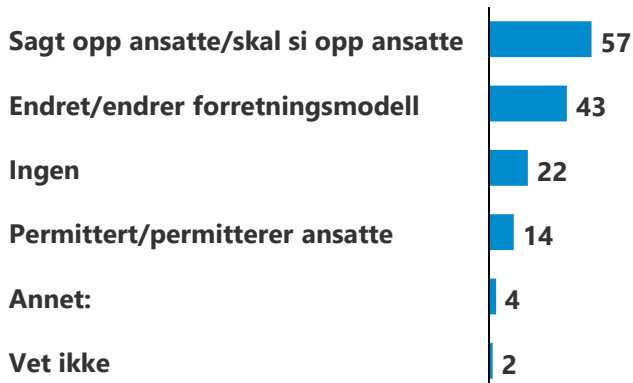 Sagt opp ansatte/skal si opp ansatte 57
Endret/endrer forretningsmodell 43
Ingen 22
Permittert/permitterer ansatte 14
Annet: 4
Vet ikke 2